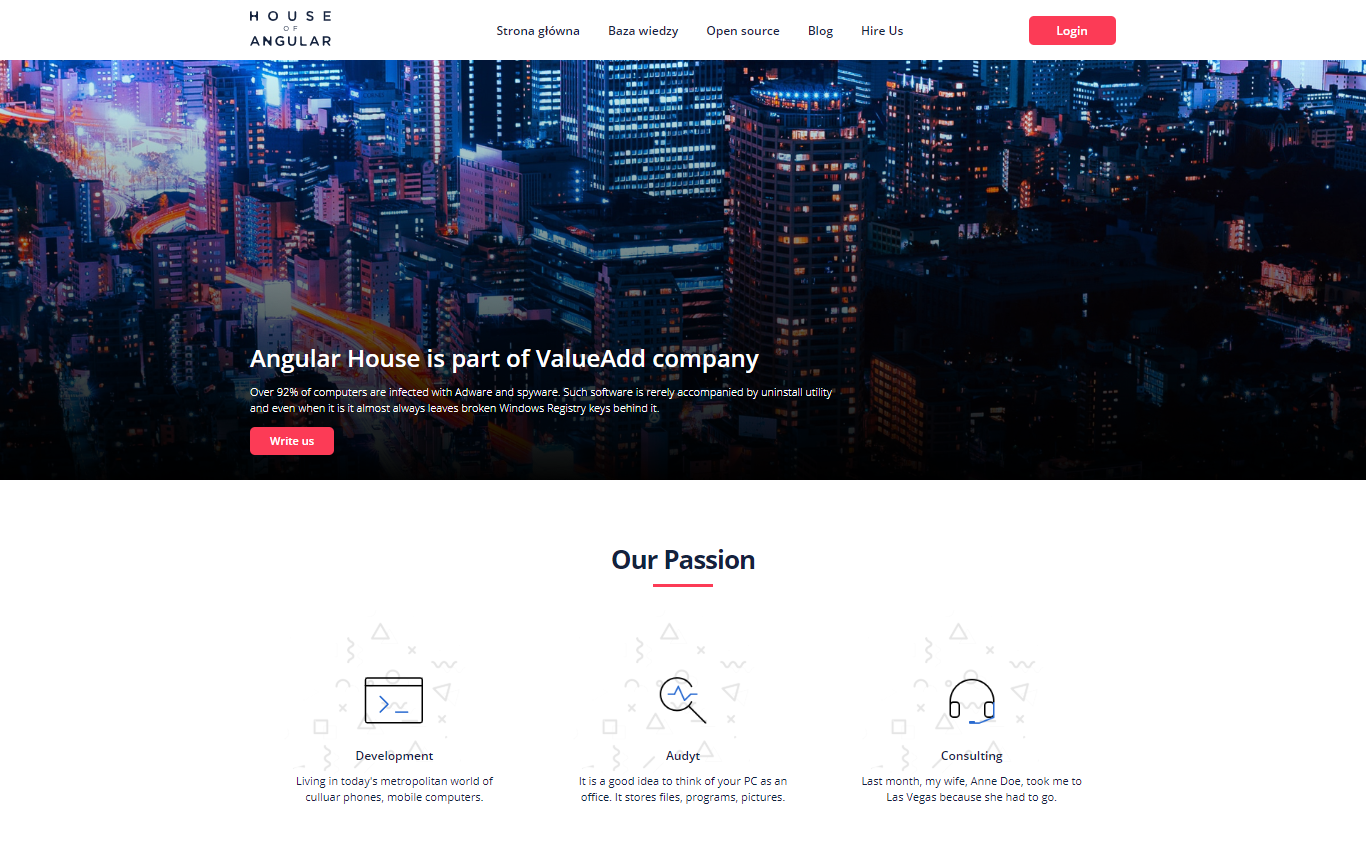 HOUSE
OF
ANGULAR
Strona główna
Baza wiedzy
Open source
Blog
Hire Us
Login
Angular House is part of ValueAdd company
Over 92% of computers are infected with Adware and spyware. Such software is rerely accompanied by uninstall utility
and even when it is it almost always leaves broken Windows Registry keys behind it.
Write us
Our Passion
Development
Living in today's metropolitan world of
culluar phones, mobile computers.
Audyt
It is a good idea to think of your PC as an
office. It stores files, programs, pictures.
Consulting
Last month, my wife, Anne Doe, took me to
Las Vegas because she had to go.